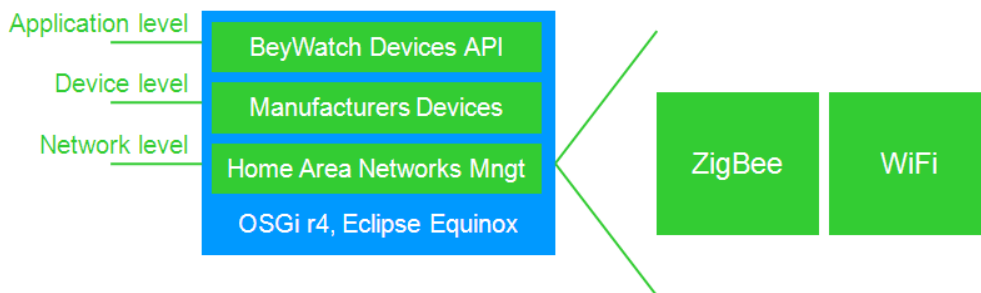 Application level
BeyWatch Devices API
Device level
Manufacturers Devices
Network level
Home Area Networks Mngt
OSGi r4, Eclipse Equinox
ZigBee
WiFi